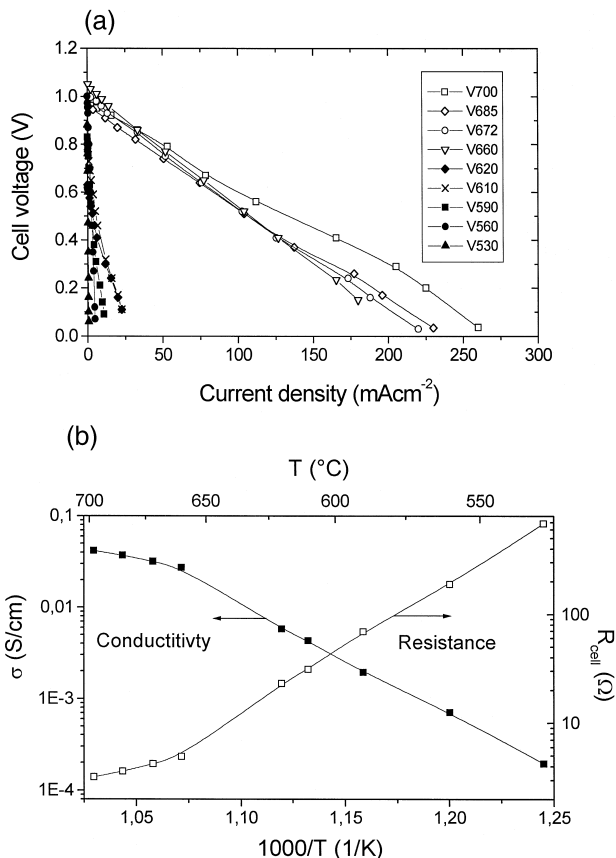 (a)
1.2
1.0
0.8
0.6
0.4
0.2
0.0
Cell voltage (V)
V700
V685
V672
V660
V620
V610
V590
V560
V530
0 50 100 150 200 250 300
Current density (mAcm-2)
(b)
T (°C)
700 650 600 550
0,1
0,01
1E-3
1E-4
σ (S/cm)
Conductitivty
Resistance
100
10
Rcell (Ω)
1,05 1,10 1,15 1,20 1,25
1000/T (1/K)